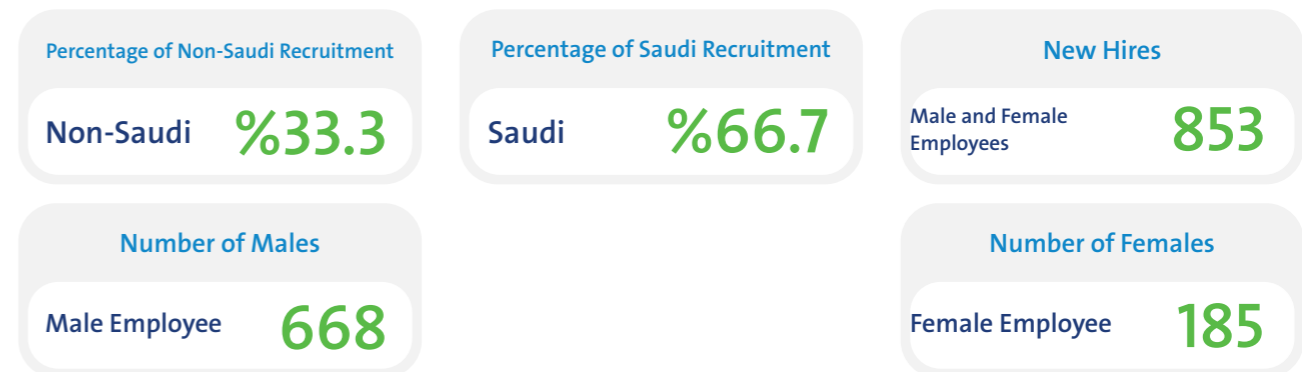 Percentage of Non-Saudi Recruitment
Non-Saudi
%33.3
Percentage of Saudi Recruitment
Saudi
%66.7
New Hires
Male and Female
Employees
853
Number of Males
Male Employee
668
Number of Females
Female Employee
185